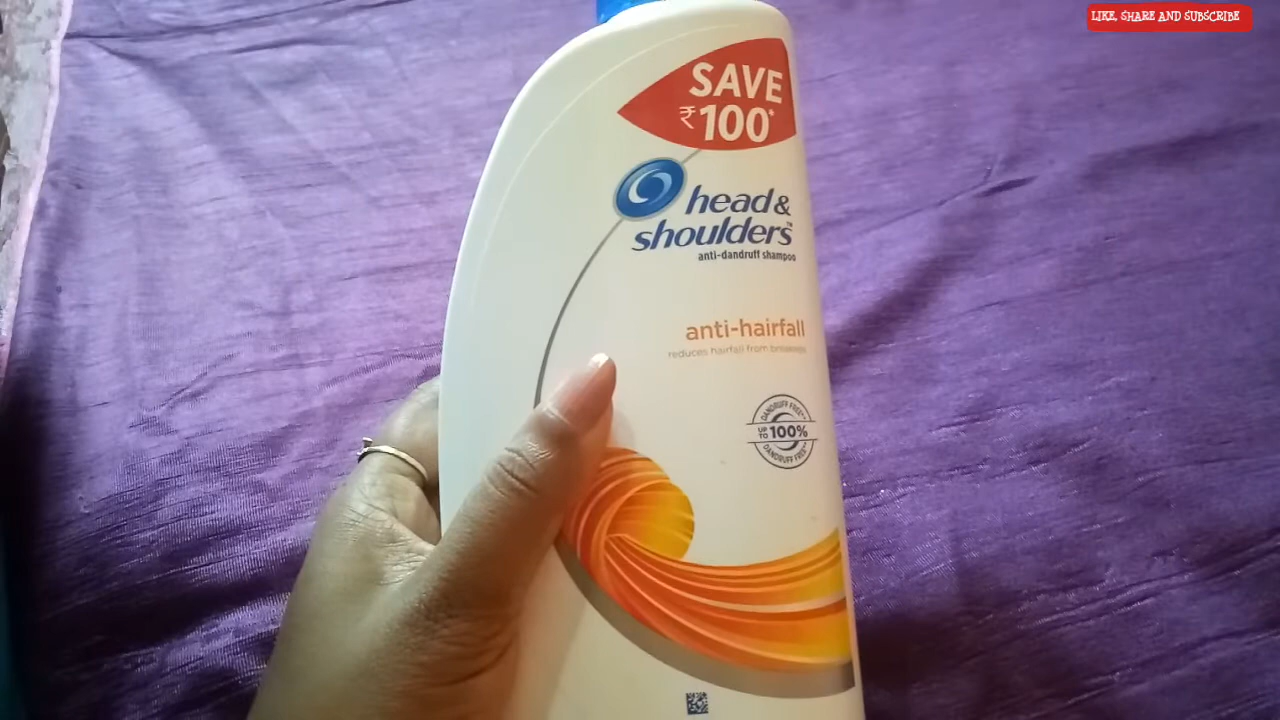 LIKE, SHARE AND SUBSCRIBE
SAVE
₹100*
head &
shoulders™
anti-dandruff shampoo
anti-hairfall
reduces hairfall from breakage
DANDRUFF FREE**
UP TO 100%
DANDRUFF FREE**